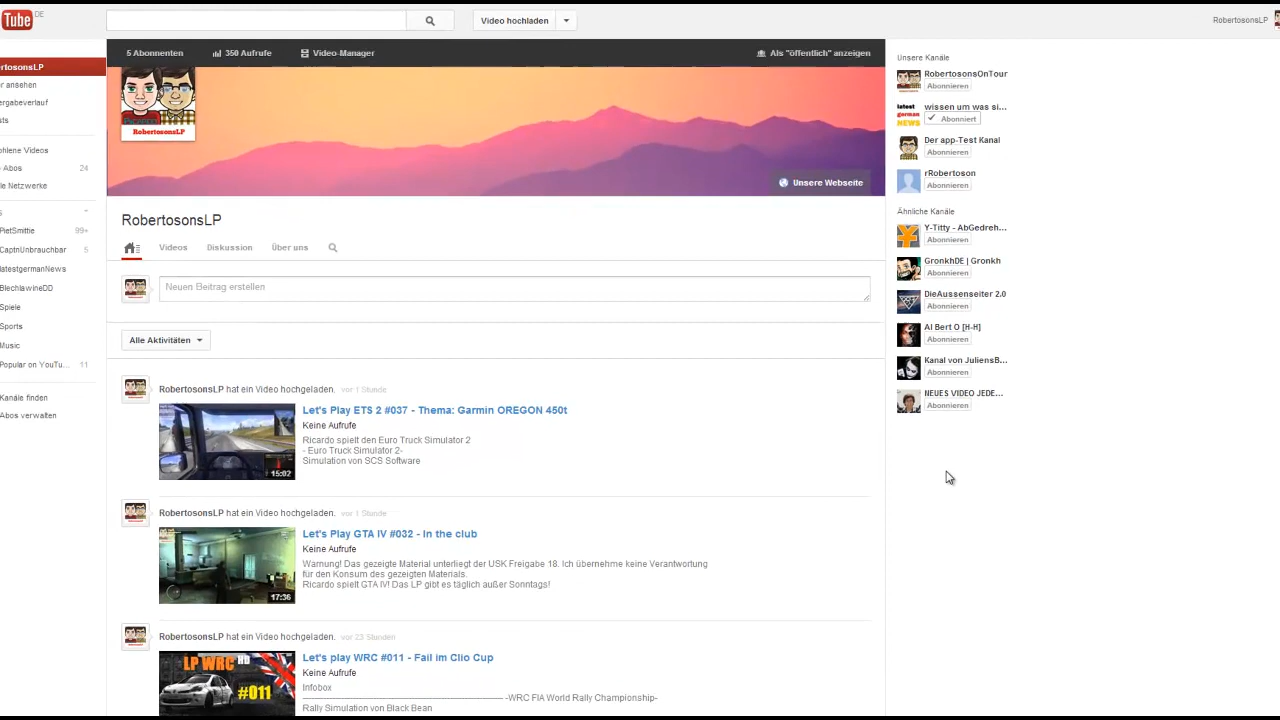 Tube DE
Video hochladen
RobertosonsLP
rtosonsLP
r ansehen
ergabeverlauf
sts
ohlene Videos
Abos 24
le Netzwerke
PietSmittie 99+
CaptnUnbrauchbar 5
latestgermanNews
BlechlawineDD
Spiele
Sports
Music
Popular on YouTu... 11
Kanäle finden
Abos verwalten
5 Abonnenten
350 Aufrufe
Video-Manager
Als "öffentlich" anzeigen
RobertosonsLP
Unsere Webseite
RobertosonsLP
Videos
Diskussion
Über uns
Neuen Beitrag erstellen
Alle Aktivitäten
RobertosonsLP hat ein Video hochgeladen. vor 1 Stunde
Let's Play ETS 2 #037 - Thema: Garmin OREGON 450t
Keine Aufrufe
Ricardo spielt den Euro Truck Simulator 2
- Euro Truck Simulator 2-
Simulation von SCS Software
15:02
RobertosonsLP hat ein Video hochgeladen. vor 1 Stunde
Let's Play GTA IV #032 - In the club
Keine Aufrufe
Warnung! Das gezeigte Material unterliegt der USK Freigabe 18. Ich übernehme keine Verantwortung
für den Konsum des gezeigten Materials.
Ricardo spielt GTA IV! Das LP gibt es täglich außer Sonntags!
17:36
RobertosonsLP hat ein Video hochgeladen. vor 23 Stunden
Let's play WRC #011 - Fail im Clio Cup
Keine Aufrufe
Infobox
-WRC FIA World Rally Championship-
Rally Simulation von Black Bean
LP WRC HD
#011
Unsere Kanäle
RobertosonsOnTour
Abonnieren
latest
german
NEWS
wissen um was si...
Abonniert
Der app-Test Kanal
Abonnieren
rRobertoson
Abonnieren
Ähnliche Kanäle
Y-Titty - AbGedreh...
Abonnieren
GronkhDE | Gronkh
Abonnieren
DieAussenseiter 2.0
Abonnieren
Al Bert O [H-H]
Abonnieren
Kanal von JuliensB...
Abonnieren
NEUES VIDEO JEDE...
Abonnieren